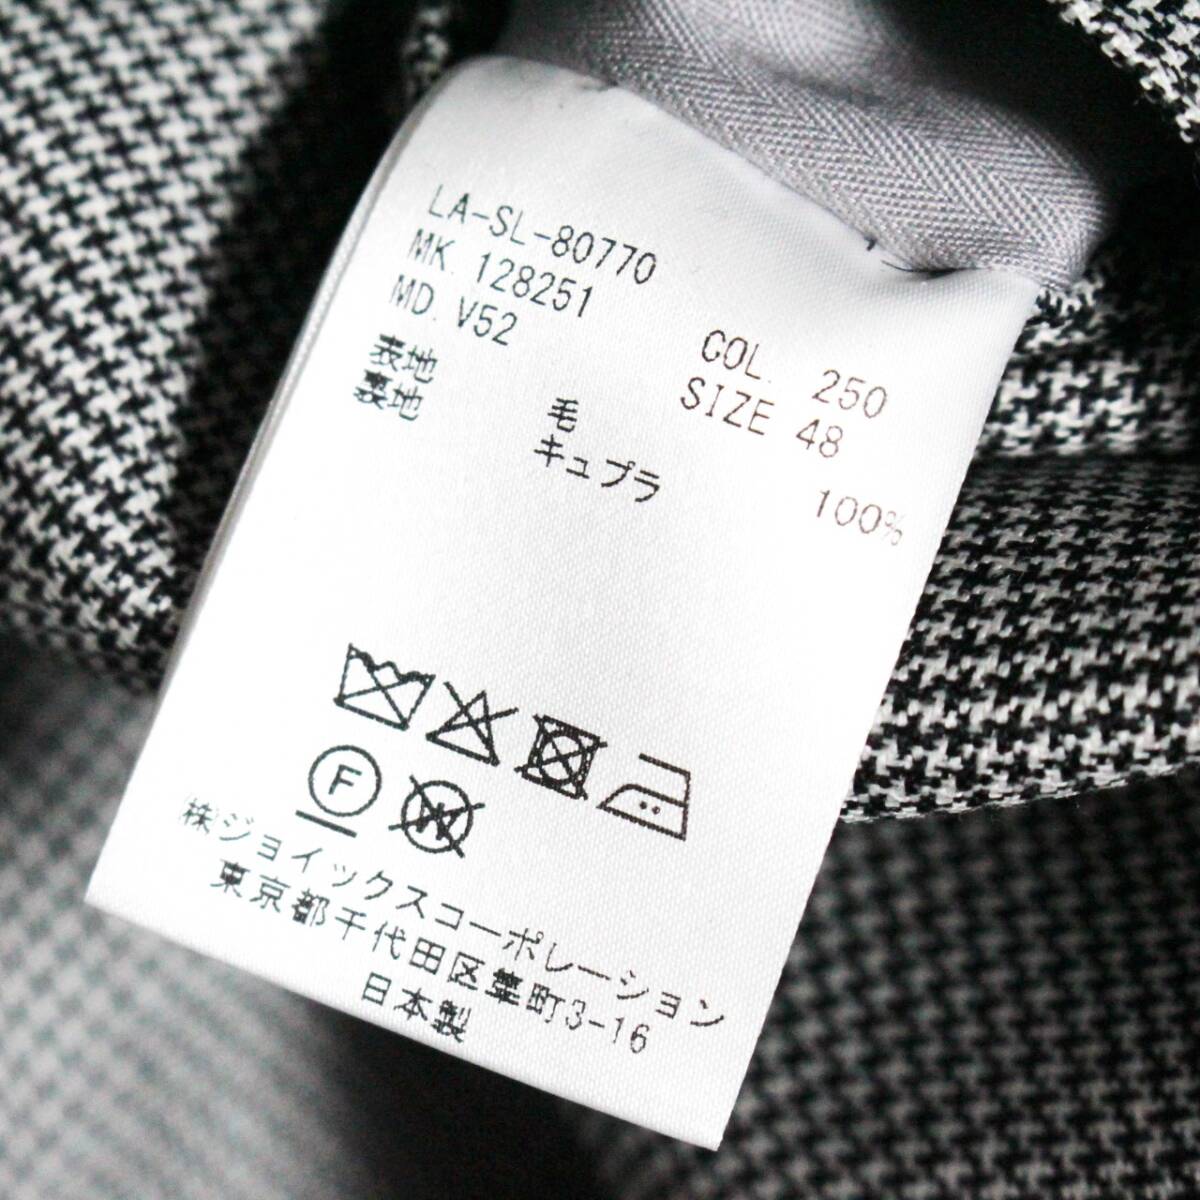 LA-SL-80770
MK. 128251
MD. V52
COL. 250
SIZE 48
表地 毛 100%
裏地 キュプラ
F
W
(株)ジョイックスコーポレーション
東京都千代田区隼町3-16
日本製